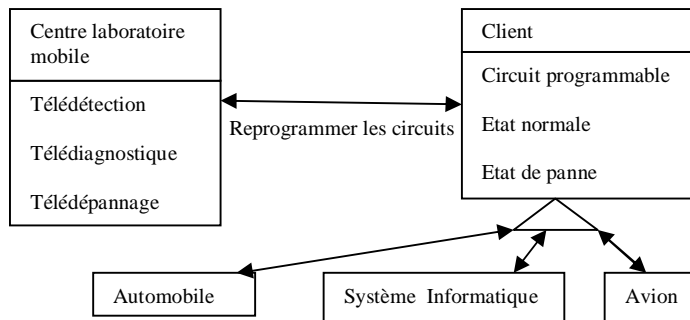 Centre laboratoire
mobile
Télédétection
Télédiagnostique
Télédépannage
Reprogrammer les circuits
Client
Circuit programmable
Etat normale
Etat de panne
Automobile
Système Informatique
Avion